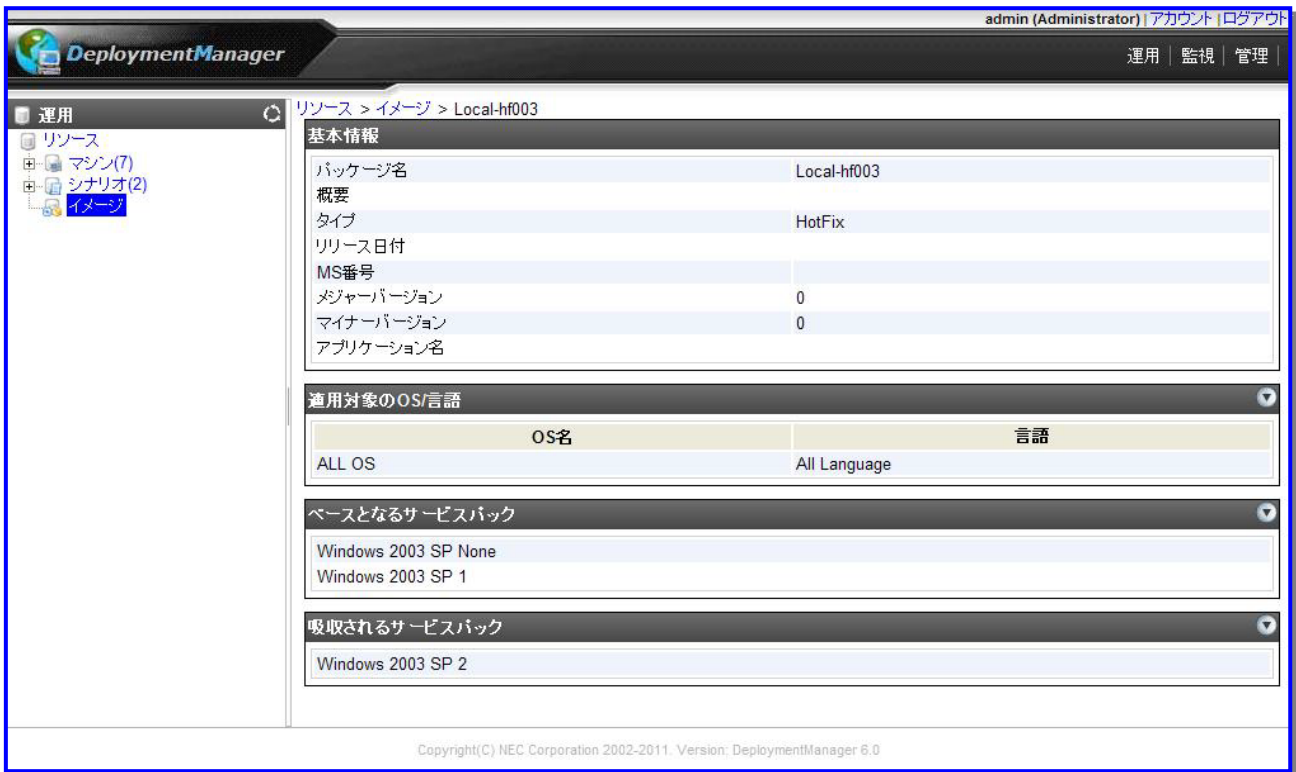 admin (Administrator) | アカウント | ログアウト
DeploymentManager
運用 | 監視 | 管理 |
運用
リソース
マシン(7)
シナリオ(2)
イメージ
リソース > イメージ > Local-hf003
基本情報
パッケージ名 Local-hf003
概要
タイプ HotFix
リリース日付
MS番号
メジャーバージョン 0
マイナーバージョン 0
アプリケーション名
適用対象のOS/言語
OS名 言語
ALL OS All Language
ベースとなるサービスパック
Windows 2003 SP None
Windows 2003 SP 1
吸収されるサービスパック
Windows 2003 SP 2
Copyright(C) NEC Corporation 2002-2011. Version: DeploymentManager 6.0